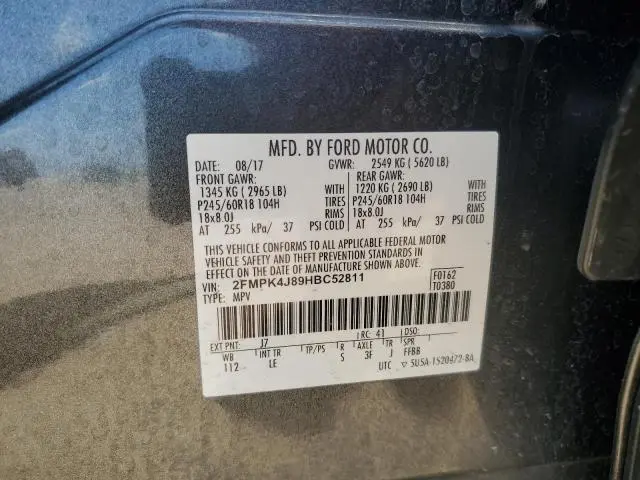 MFD. BY FORD MOTOR CO.
DATE: 08/17 GVWR: 2549 KG ( 5620 LB)
FRONT GAWR: REAR GAWR:
1345 KG ( 2965 LB) WITH 1220 KG ( 2690 LB) WITH
P245/60R18 104H TIRES P245/60R18 104H TIRES
18x8.0J RIMS 18x8.0J RIMS
AT 255 kPa/ 37 PSI COLD AT 255 kPa/ 37 PSI COLD
THIS VEHICLE CONFORMS TO ALL APPLICABLE FEDERAL MOTOR
VEHICLE SAFETY AND THEFT PREVENTION STANDARDS IN EFFECT ON
THE DATE OF MANUFACTURE SHOWN ABOVE.
VIN: 2FMPK4J89HBC52811 F0162
TYPE: MPV T0380
EXT PNT: J7 RC: 41 DSO:
WB INT TR TP/PS R AXLE TR SPR
112 LE S 3F J FFBB
UTC ▽ 5U5A-1520472-BA